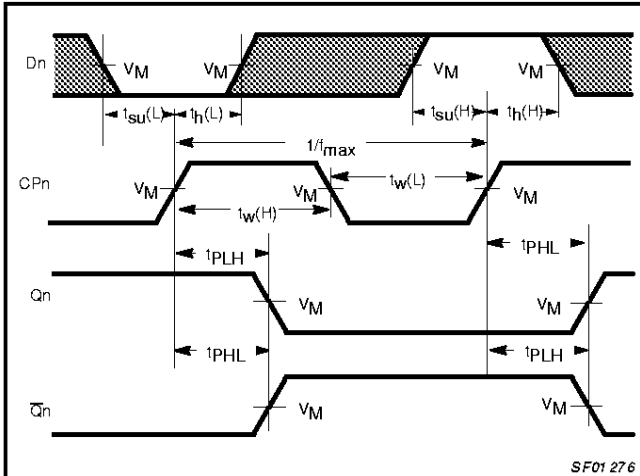 Dn
VM VM VM VM
tsu(L) th(L) tsu(H) th(H)
1/fmax
CPn
VM VM tw(L) VM
tw(H)
tPLH tPHL
Qn
VM VM
tPHL tPLH
Q̅n
VM VM
SF01276